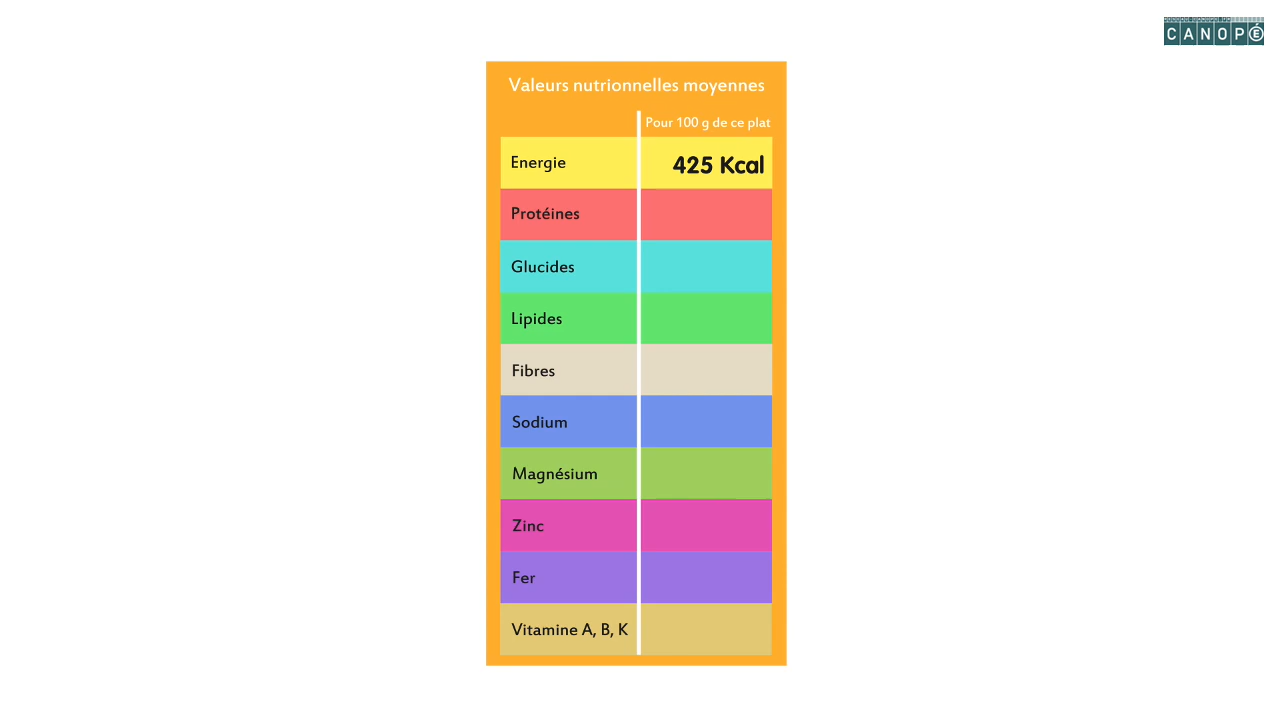 CANOPÉ
Valeurs nutrionnelles moyennes
Pour 100 g de ce plat
Energie 425 Kcal
Protéines
Glucides
Lipides
Fibres
Sodium
Magnésium
Zinc
Fer
Vitamine A, B, K